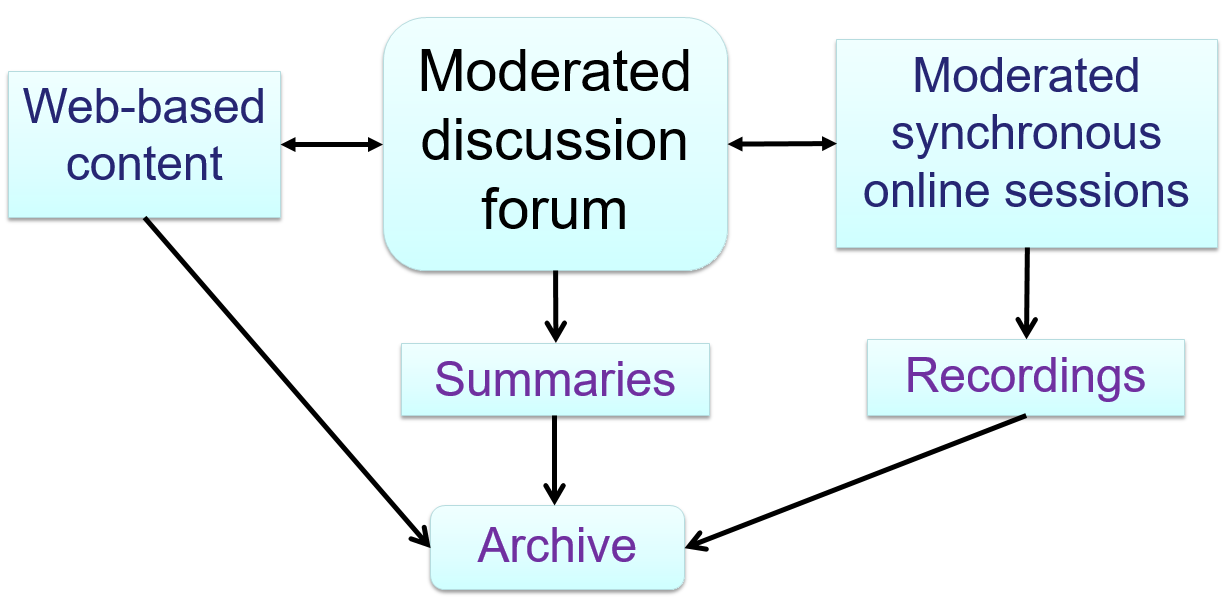 Web-based
content
Moderated
discussion
forum
Moderated
synchronous
online sessions
Summaries
Recordings
Archive